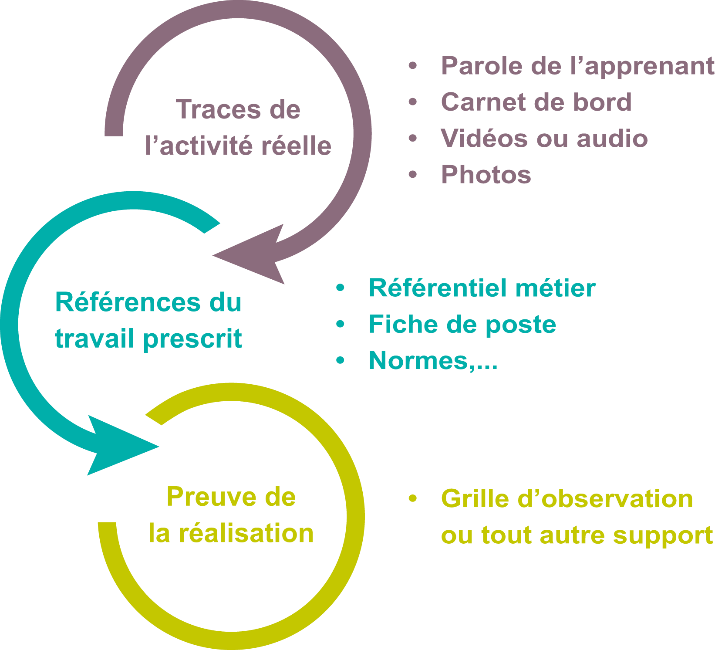 Traces de
l’activité réelle
• Parole de l’apprenant
• Carnet de bord
• Vidéos ou audio
• Photos
Références du
travail prescrit
• Référentiel métier
• Fiche de poste
• Normes,...
Preuve de
la réalisation
• Grille d’observation
ou tout autre support